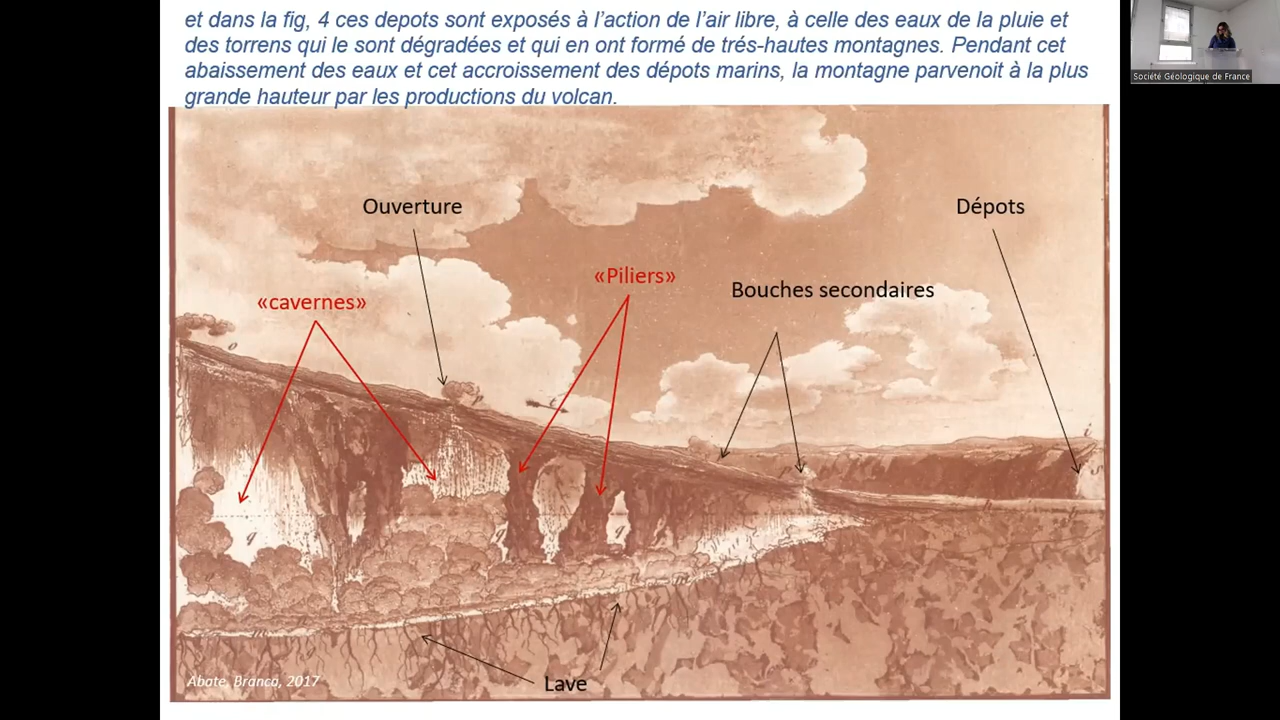 et dans la fig, 4 ces depots sont exposés à l’action de l’air libre, à celle des eaux de la pluie et
des torrens qui le sont dégradées et qui en ont formé de trés-hautes montagnes. Pendant cet
abaissement des eaux et cet accroissement des dépots marins, la montagne parvenoit à la plus
grande hauteur par les productions du volcan.
Société Géologique de France
Ouverture
Dépots
«Piliers»
Bouches secondaires
«cavernes»
o
i
q
q
q
h
Abate, Branca, 2017
Lave